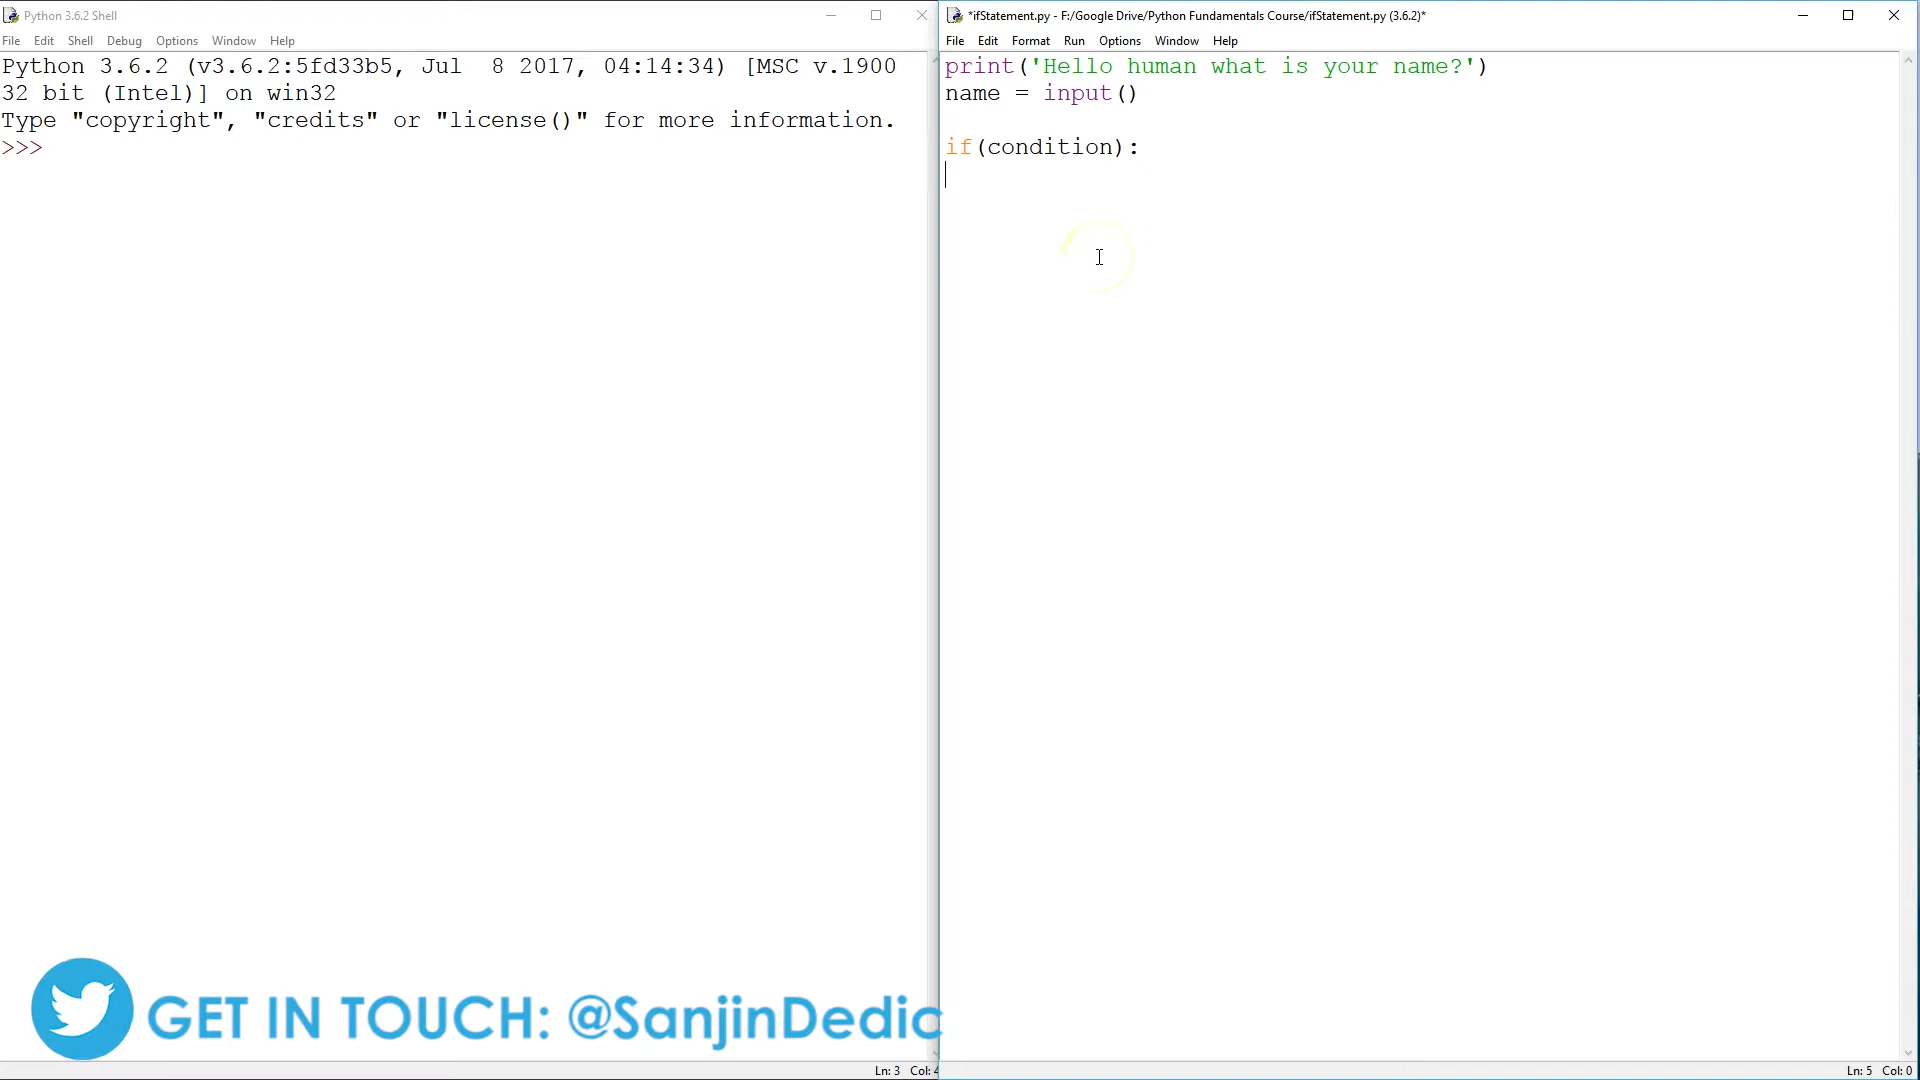 Python 3.6.2 Shell
File Edit Shell Debug Options Window Help
Python 3.6.2 (v3.6.2:5fd33b5, Jul  8 2017, 04:14:34) [MSC v.1900
32 bit (Intel)] on win32
Type "copyright", "credits" or "license()" for more information.
>>>
GET IN TOUCH: @SanjinDedic
Ln: 3 Col: 4
*ifStatement.py - F:/Google Drive/Python Fundamentals Course/ifStatement.py (3.6.2)*
File Edit Format Run Options Window Help
print('Hello human what is your name?')
name = input()
if(condition):
Ln: 5 Col: 0